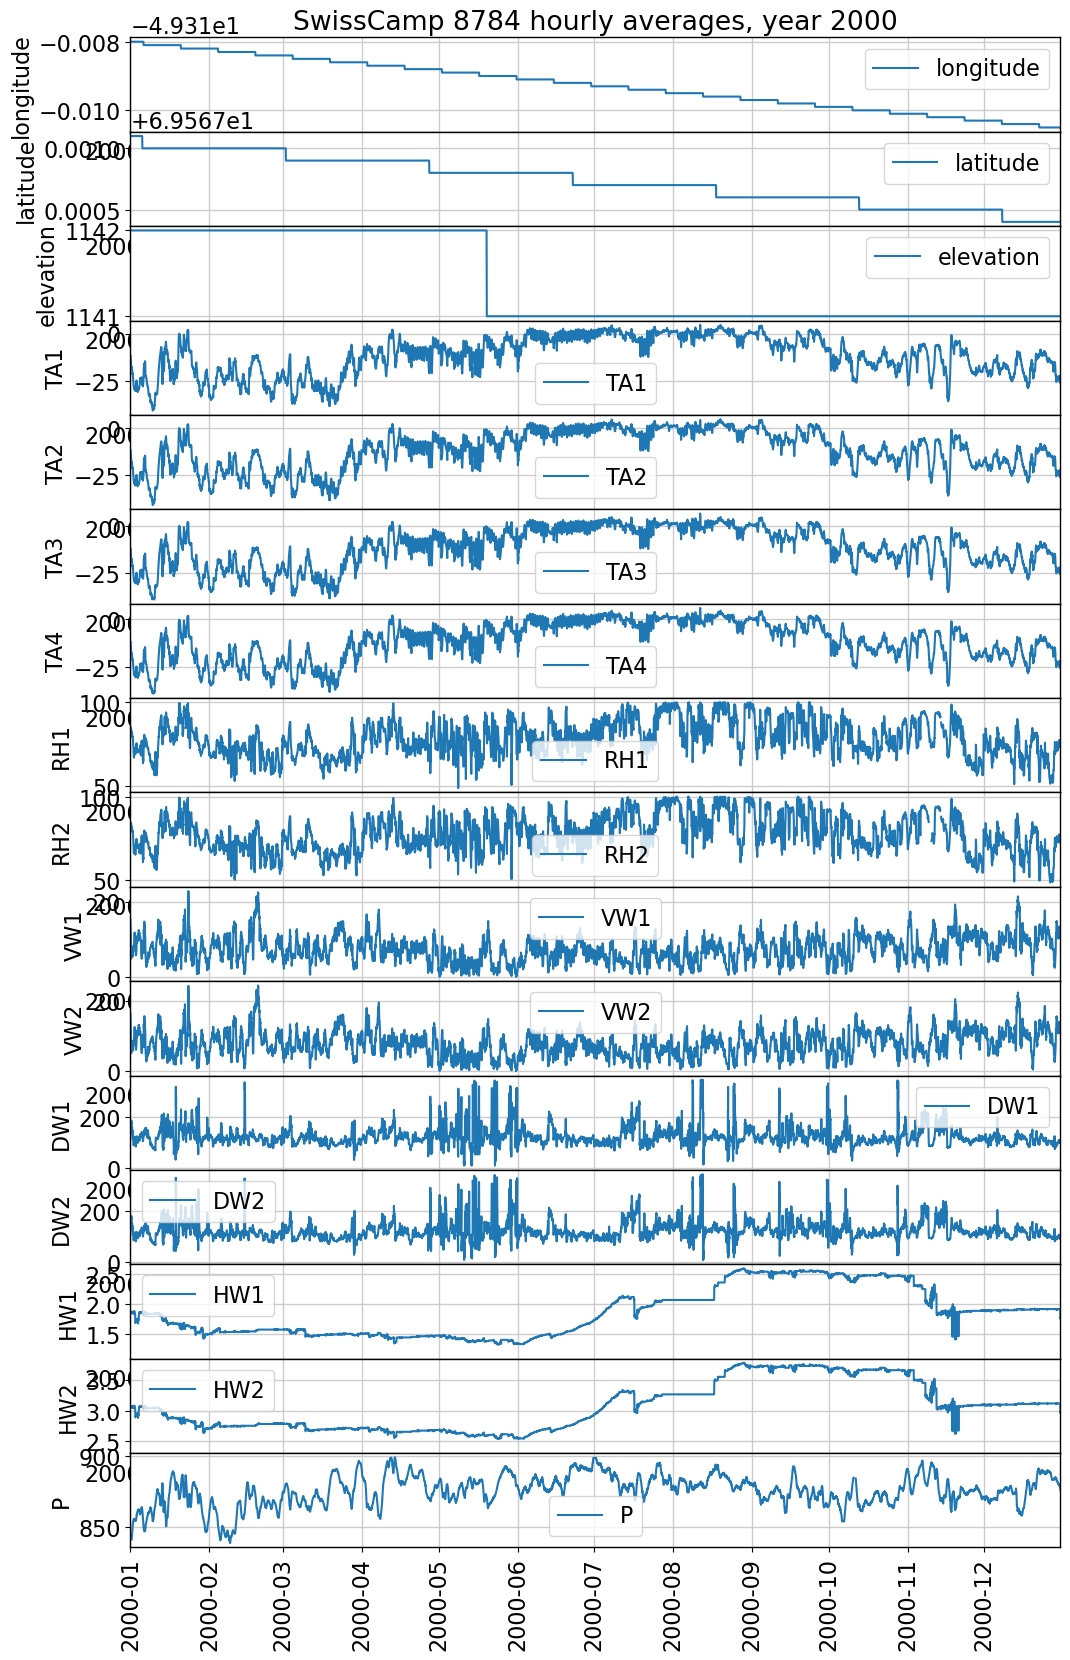 SwissCamp 8784 hourly averages, year 2000
−4.931e1
−0.008
−0.010
longitude
longitude
+6.9567e1
0.0010
0.0005
latitude
latitude
1142
1141
elevation
elevation
0
−25
TA1
TA1
0
−25
TA2
TA2
0
−25
TA3
TA3
0
−25
TA4
TA4
100
50
RH1
RH1
100
50
RH2
RH2
20
0
VW1
VW1
20
0
VW2
VW2
200
0
DW1
DW1
200
0
DW2
DW2
2.5
2.0
1.5
HW1
HW1
3.5
3.0
2.5
HW2
HW2
900
850
P
P
2000-01
2000-02
2000-03
2000-04
2000-05
2000-06
2000-07
2000-08
2000-09
2000-10
2000-11
2000-12